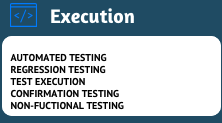 </> Execution
AUTOMATED TESTING
REGRESSION TESTING
TEST EXECUTION
CONFIRMATION TESTING
NON-FUCTIONAL TESTING